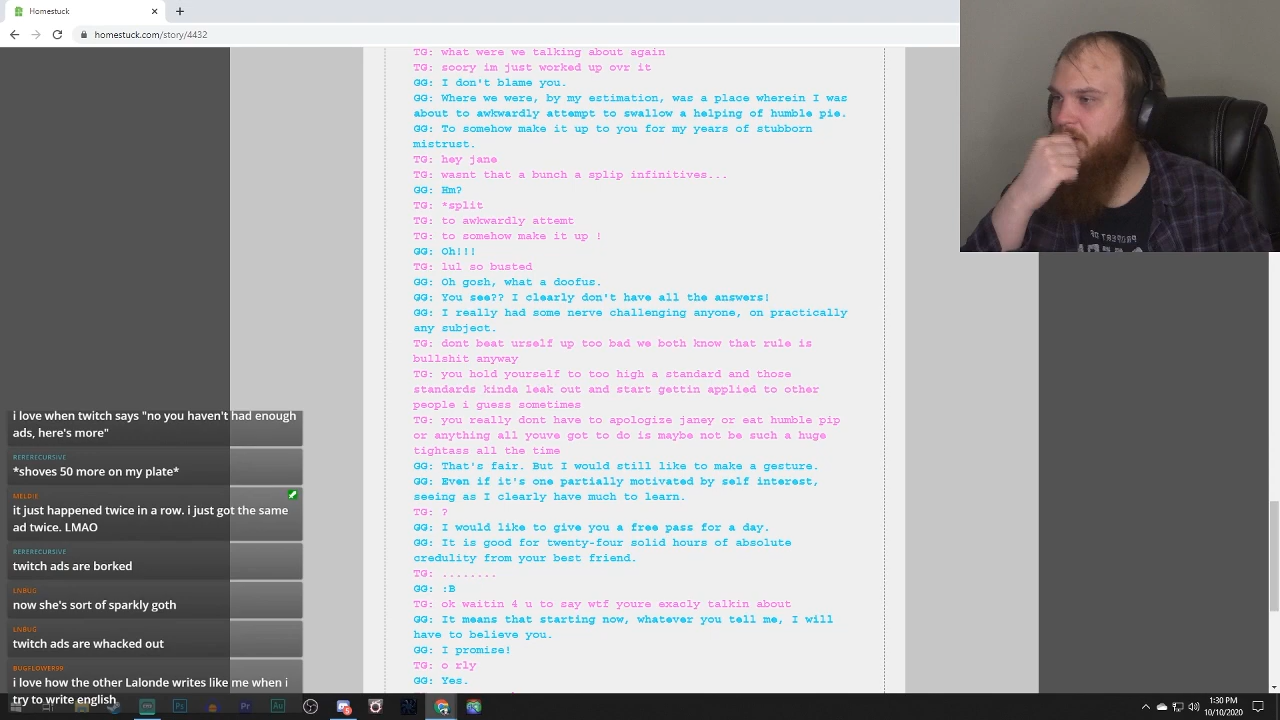 Homestuck
homestuck.com/story/4432
TG: what were we talking about again
TG: soory im just worked up ovr it
GG: I don't blame you.
GG: Where we were, by my estimation, was a place wherein I was
about to awkwardly attempt to swallow a helping of humble pie.
GG: To somehow make it up to you for my years of stubborn
mistrust.
TG: hey jane
TG: wasnt that a bunch a splip infinitives...
GG: Hm?
TG: *split
TG: to awkwardly attemt
TG: to somehow make it up !
GG: Oh!!!
TG: lul so busted
GG: Oh gosh, what a doofus.
GG: You see?? I clearly don't have all the answers!
GG: I really had some nerve challenging anyone, on practically
any subject.
TG: dont beat urself up too bad we both know that rule is
bullshit anyway
TG: you hold yourself to too high a standard and those
standards kinda leak out and start gettin applied to other
people i guess sometimes
TG: you really dont have to apologise janey or eat humble pip
or anything all youve got to do is maybe not be such a huge
tightass all the time
GG: That's fair. But I would still like to make a gesture.
GG: Even if it's one partially motivated by self interest,
seeing as I clearly have much to learn.
TG: ?
GG: I would like to give you a free pass for a day.
GG: It is good for twenty-four solid hours of absolute
credulity from your best friend.
TG: ........
GG: :B
TG: ok waitin 4 u to say wtf youre exacly talkin about
GG: It means that starting now, whatever you tell me, I will
have to believe you.
GG: I promise!
TG: o rly
GG: Yes.
i love when twitch says "no you haven't had enough
ads, here's more"
RERERECURSIVE
*shoves 50 more on my plate*
MELDIE
it just happened twice in a row. i just got the same
ad twice. LMAO
RERERECURSIVE
twitch ads are borked
LNBUG
now she's sort of sparkly goth
LNBUG
twitch ads are whacked out
BUGFLOWER99
i love how the other Lalonde writes like me when i
try to write english
1:30 PM
10/10/2020